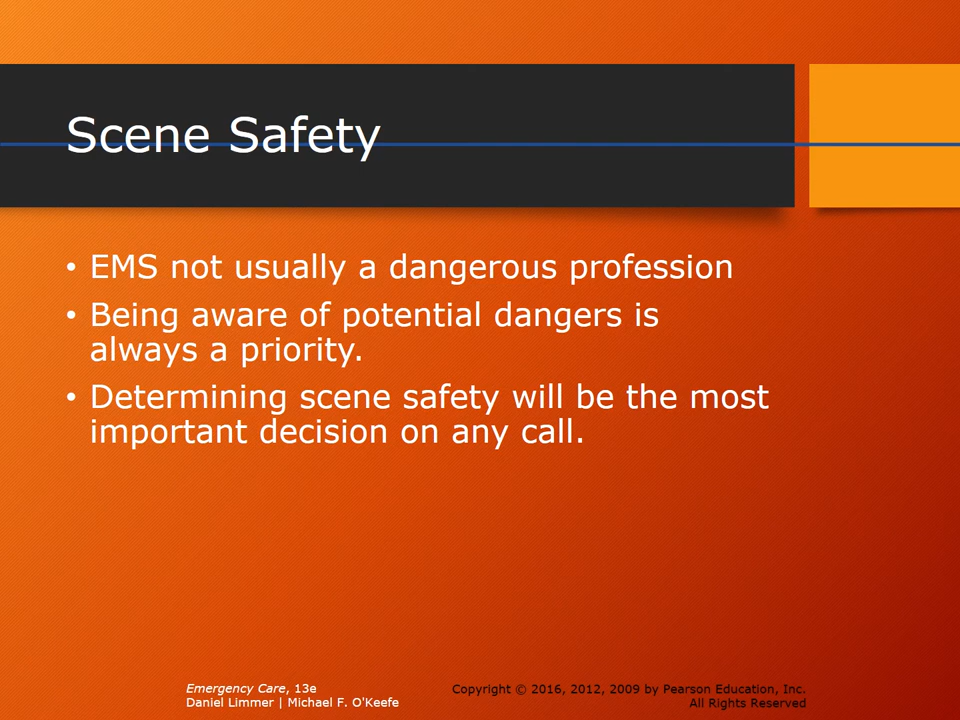 Scene Safety
• EMS not usually a dangerous profession
• Being aware of potential dangers is
always a priority.
• Determining scene safety will be the most
important decision on any call.
Emergency Care, 13e
Daniel Limmer | Michael F. O'Keefe
Copyright © 2016, 2012, 2009 by Pearson Education, Inc.
All Rights Reserved